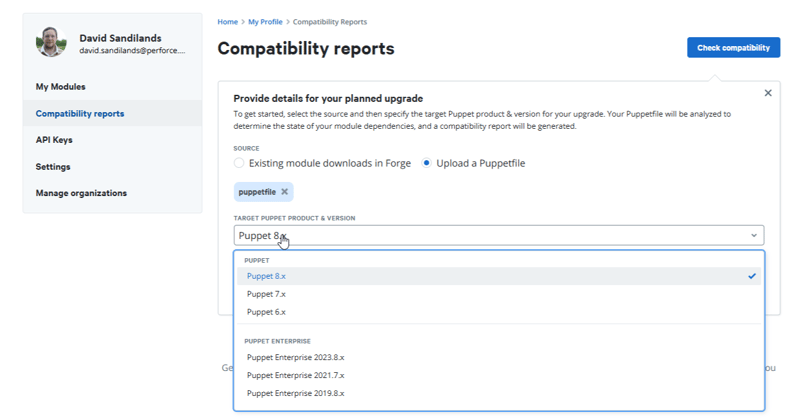 David Sandilands
david.sandilands@perforce....
My Modules
Compatibility reports
API Keys
Settings
Manage organizations
Home > My Profile > Compatibility Reports
Compatibility reports
Check compatibility
Provide details for your planned upgrade
To get started, select the source and then specify the target Puppet product & version for your upgrade. Your Puppetfile will be analyzed to
determine the state of your module dependencies, and a compatibility report will be generated.
SOURCE
Existing module downloads in Forge
Upload a Puppetfile
puppetfile
TARGET PUPPET PRODUCT & VERSION
Puppet 8.x
PUPPET
Puppet 8.x
Puppet 7.x
Puppet 6.x
PUPPET ENTERPRISE
Puppet Enterprise 2023.8.x
Puppet Enterprise 2021.7.x
Puppet Enterprise 2019.8.x